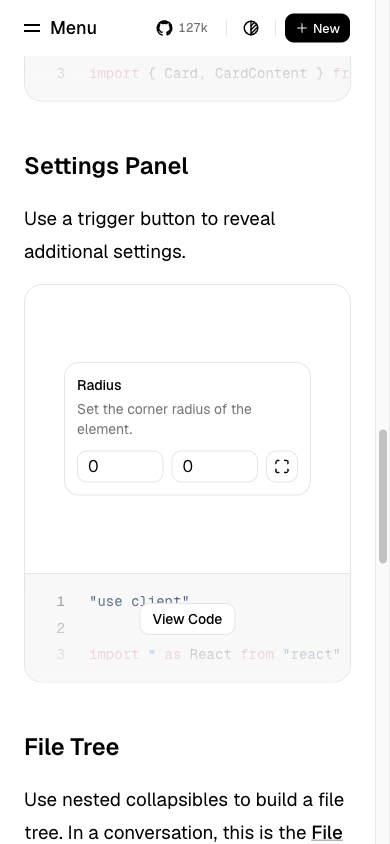 Menu 127k + New
3 import { Card, CardContent } fr
Settings Panel
Use a trigger button to reveal
additional settings.
Radius
Set the corner radius of the
element.
0 0
1 "use client"
2
View Code
3 import * as React from "react"
File Tree
Use nested collapsibles to build a file
tree. In a conversation, this is the File